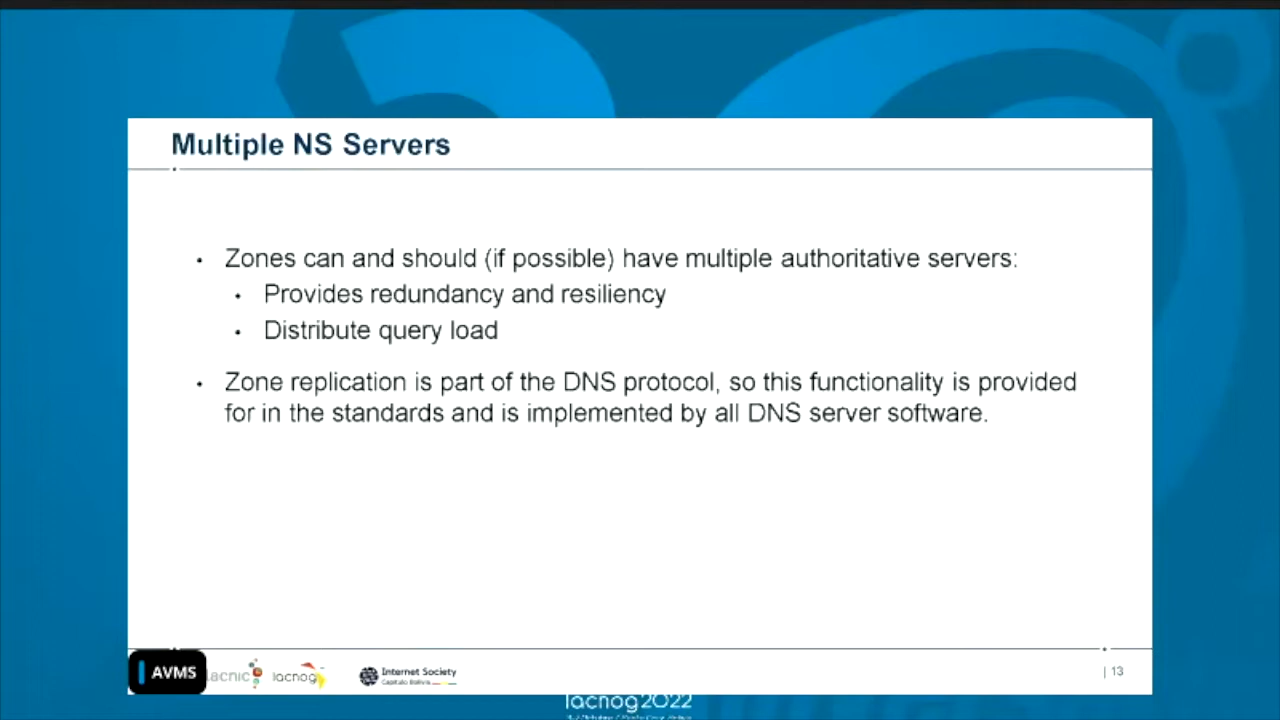 Multiple NS Servers
• Zones can and should (if possible) have multiple authoritative servers:
• Provides redundancy and resiliency
• Distribute query load
• Zone replication is part of the DNS protocol, so this functionality is provided
for in the standards and is implemented by all DNS server software.
AVMS
lacnic
lacnog
Internet Society
| 13
lacnog2022